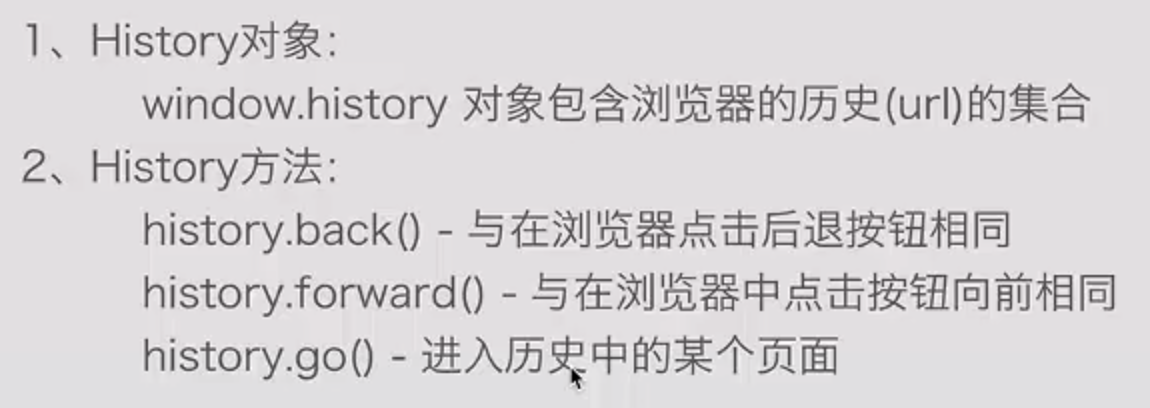 1、History对象：
window.history 对象包含浏览器的历史(url)的集合
2、History方法：
history.back() - 与在浏览器点击后退按钮相同
history.forward() - 与在浏览器中点击按钮向前相同
history.go() - 进入历史中的某个页面